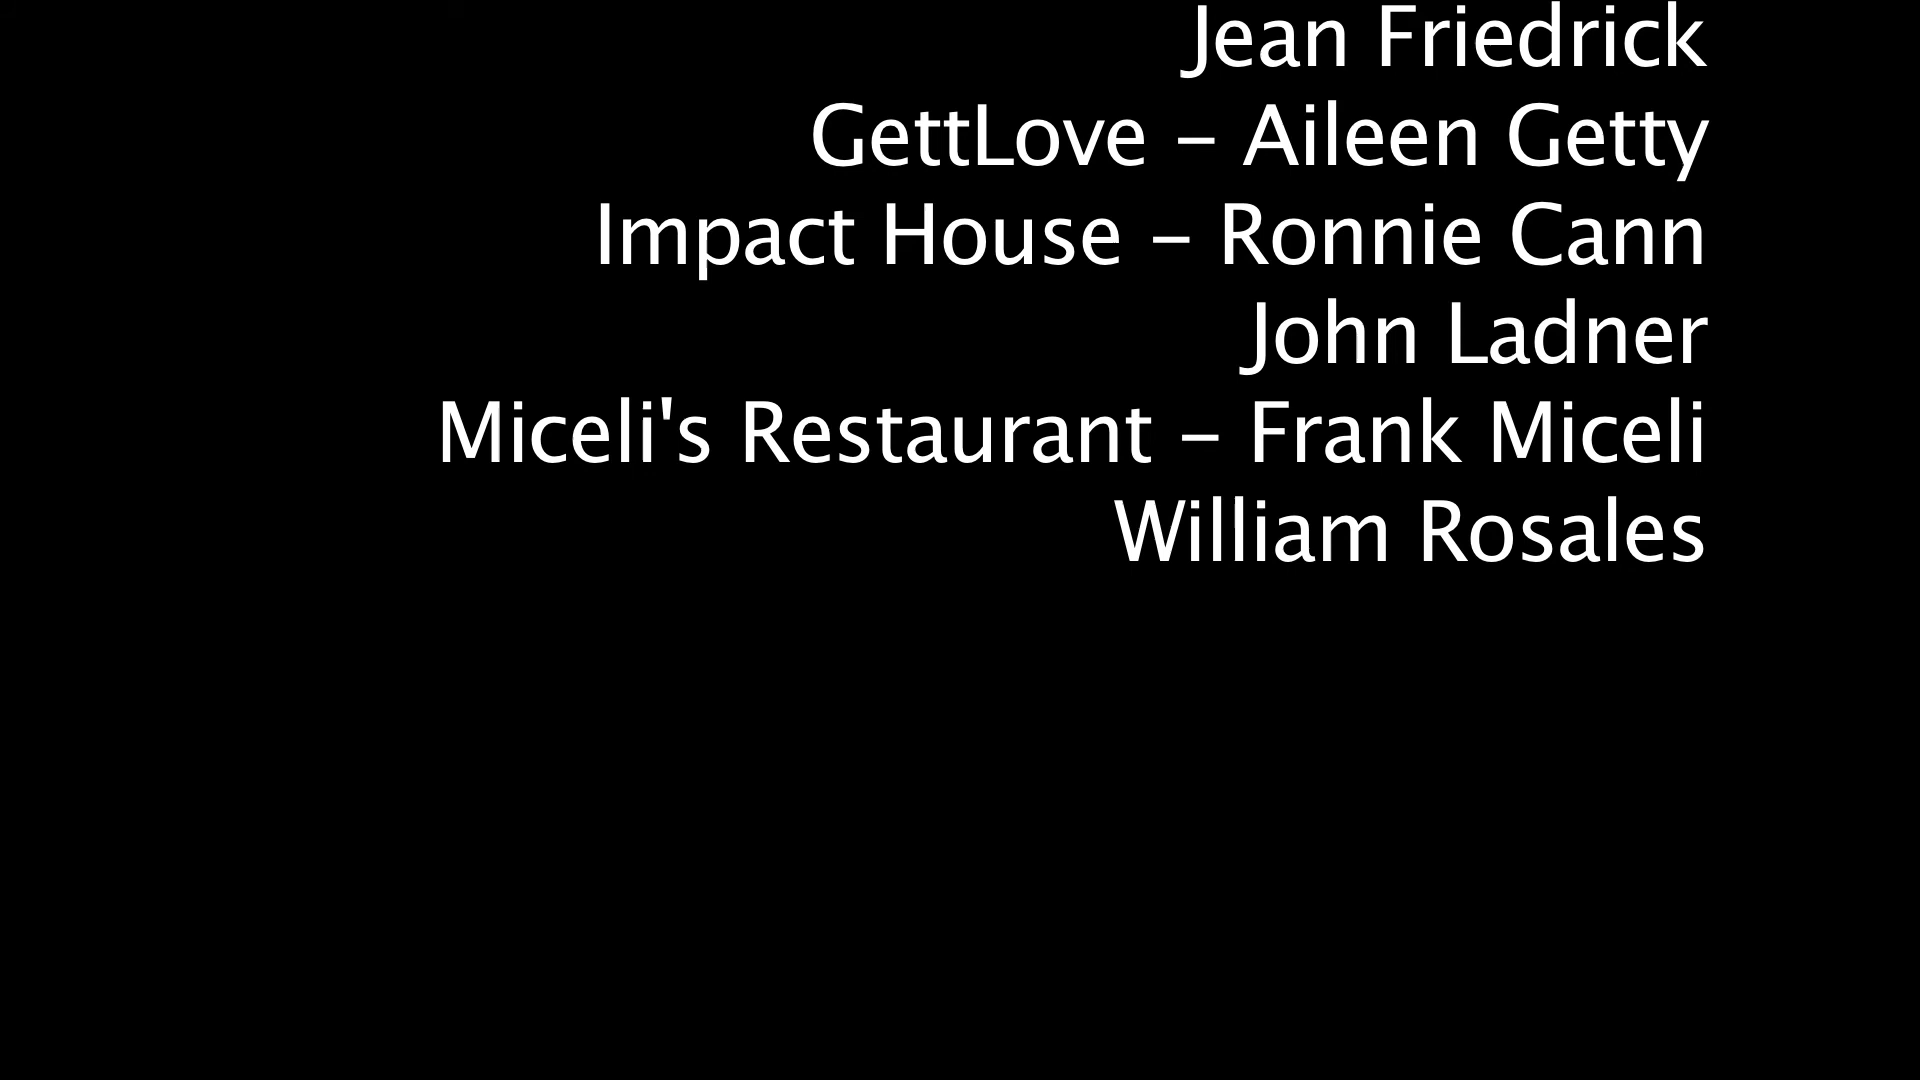 Jean Friedrick
GettLove - Aileen Getty
Impact House - Ronnie Cann
John Ladner
Miceli's Restaurant - Frank Miceli
William Rosales